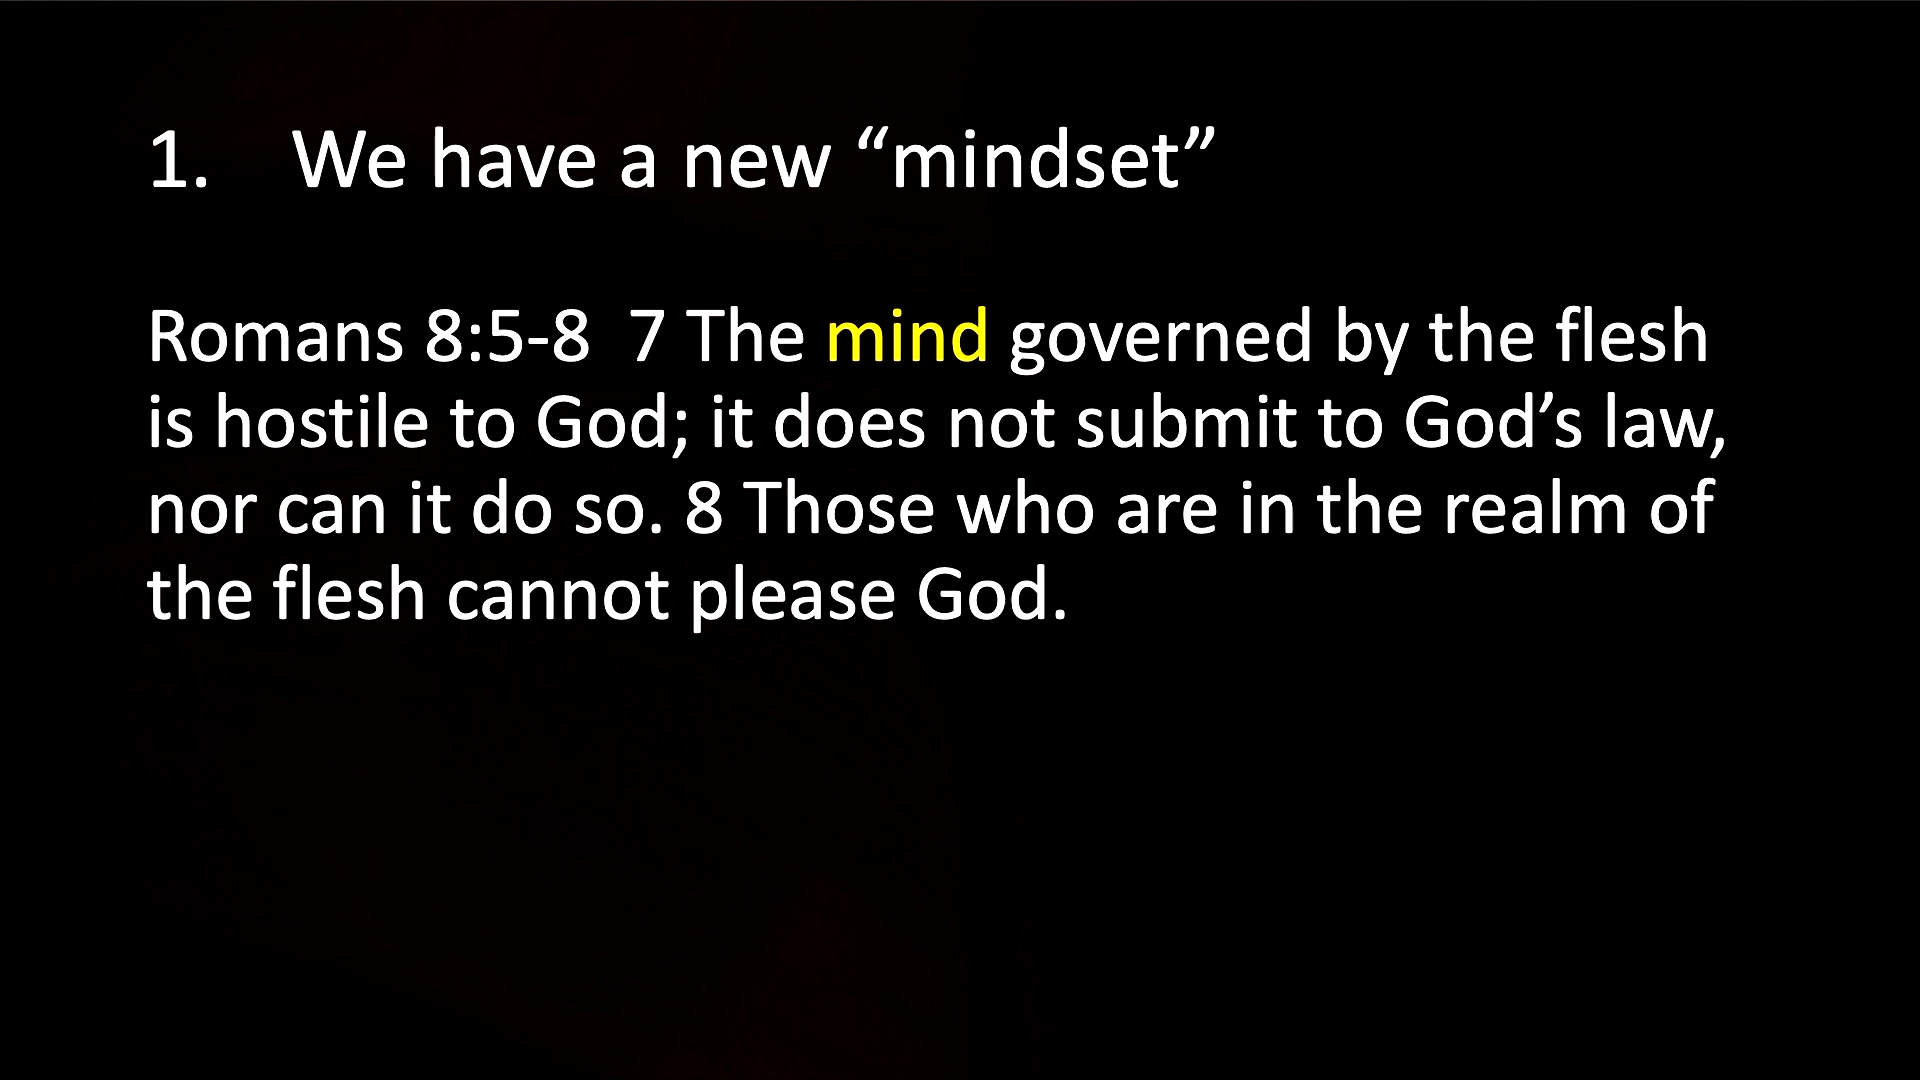 1. We have a new “mindset”
Romans 8:5-8  7 The mind governed by the flesh
is hostile to God; it does not submit to God’s law,
nor can it do so. 8 Those who are in the realm of
the flesh cannot please God.